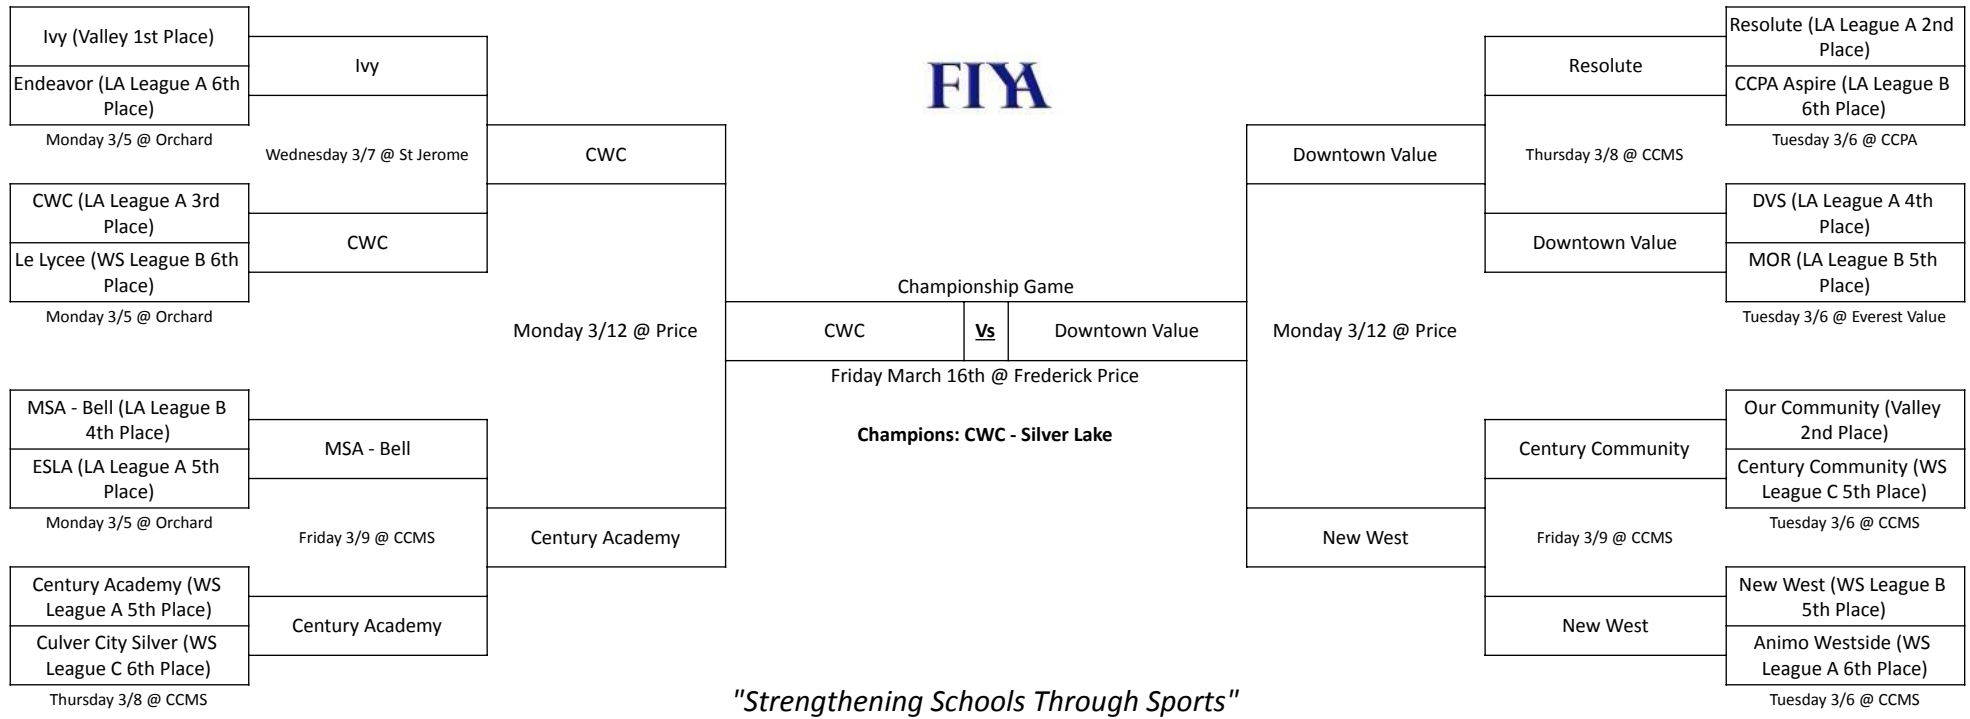 Ivy (Valley 1st Place)
Endeavor (LA League A 6th
Place)
Monday 3/5 @ Orchard
CWC (LA League A 3rd
Place)
Le Lycee (WS League B 6th
Place)
Monday 3/5 @ Orchard
MSA - Bell (LA League B
4th Place)
ESLA (LA League A 5th
Place)
Monday 3/5 @ Orchard
Century Academy (WS
League A 5th Place)
Culver City Silver (WS
League C 6th Place)
Thursday 3/8 @ CCMS
Ivy
Wednesday 3/7 @ St Jerome
CWC
MSA - Bell
Friday 3/9 @ CCMS
Century Academy
CWC
Monday 3/12 @ Price
Century Academy
FIYA
Championship Game
CWC
Vs
Downtown Value
Friday March 16th @ Frederick Price
Champions: CWC - Silver Lake
"Strengthening Schools Through Sports"
Downtown Value
Monday 3/12 @ Price
New West
Resolute
Thursday 3/8 @ CCMS
Downtown Value
Century Community
Friday 3/9 @ CCMS
New West
Resolute (LA League A 2nd
Place)
CCPA Aspire (LA League B
6th Place)
Tuesday 3/6 @ CCPA
DVS (LA League A 4th
Place)
MOR (LA League B 5th
Place)
Tuesday 3/6 @ Everest Value
Our Community (Valley
2nd Place)
Century Community (WS
League C 5th Place)
Tuesday 3/6 @ CCMS
New West (WS League B
5th Place)
Animo Westside (WS
League A 6th Place)
Tuesday 3/6 @ CCMS